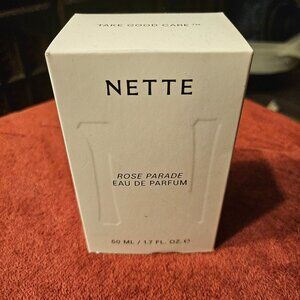 TAKE GOOD CARE™
NETTE
ROSE PARADE
EAU DE PARFUM
50 ML / 1.7 FL. OZ. ℮